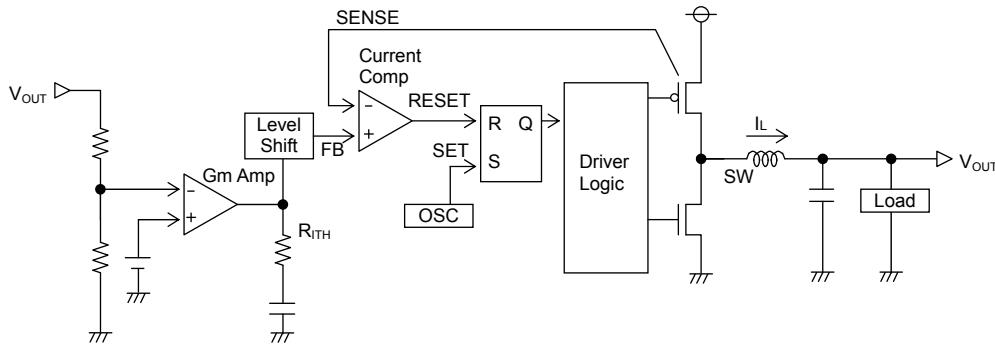 SENSE
Current
Comp
V_OUT
RESET
Level
Shift
FB
R Q
S
SET
Driver
Logic
I_L
SW
V_OUT
Gm Amp
OSC
Load
R_ITH
-
+
-
+